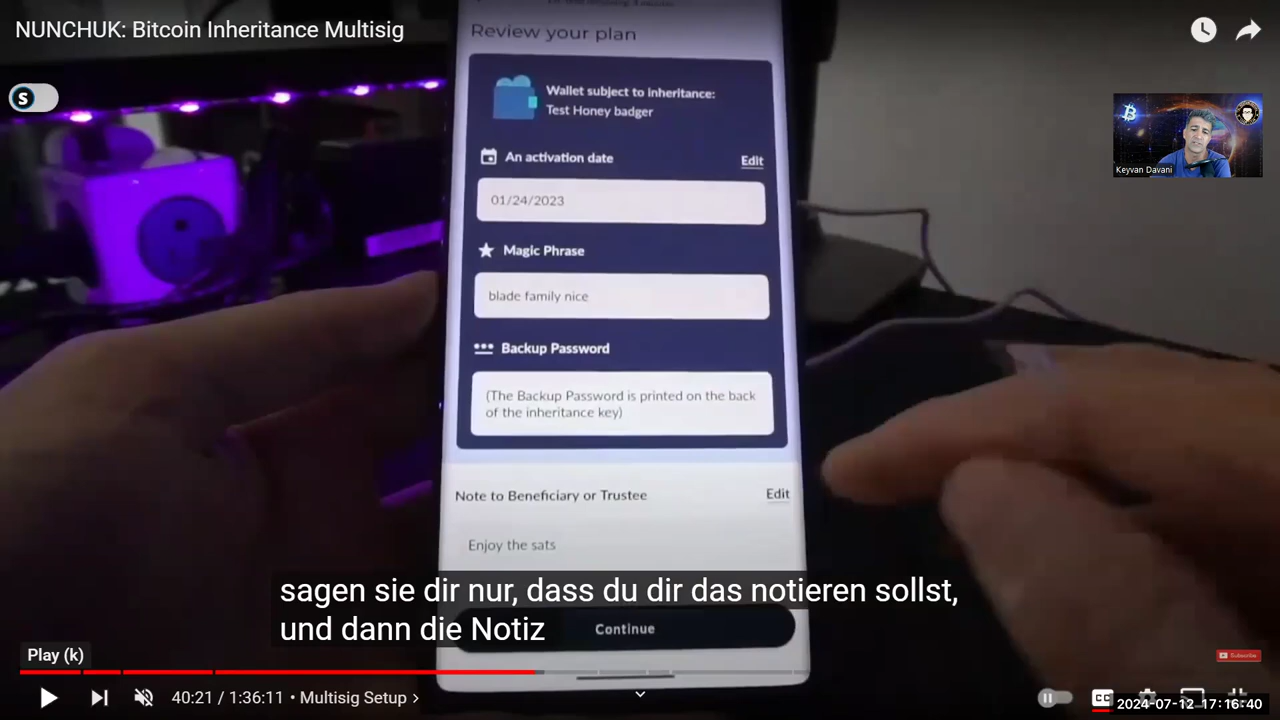 NUNCHUK: Bitcoin Inheritance Multisig
S
Review your plan
Wallet subject to inheritance:
Test Honey badger
An activation date
Edit
01/24/2023
Magic Phrase
blade family nice
Backup Password
(The Backup Password is printed on the back
of the inheritance key)
Note to Beneficiary or Trustee
Edit
Enjoy the sats
Keyvan Davani
sagen sie dir nur, dass du dir das notieren sollst,
und dann die Notiz
Continue
Play (k)
Subscribe
40:21 / 1:36:11 • Multisig Setup ›
CC
2024-07-12 17:16:40